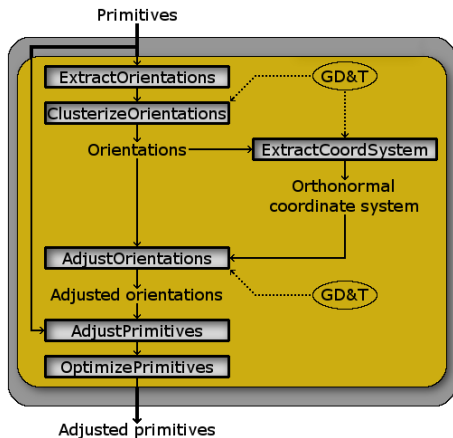 Primitives
ExtractOrientations
GD&T
ClusterizeOrientations
Orientations
ExtractCoordSystem
Orthonormal
coordinate system
AdjustOrientations
Adjusted orientations
GD&T
AdjustPrimitives
OptimizePrimitives
Adjusted primitives